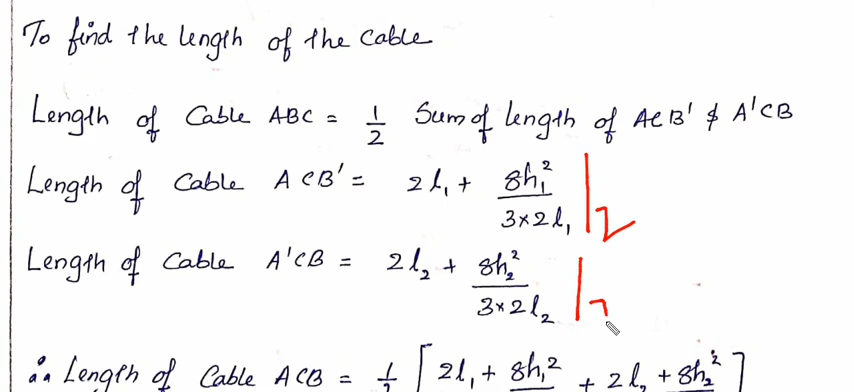 To find the length of the Cable
Length of Cable ABC = 1/2 Sum of length of ACB' & A'CB
Length of Cable ACB' = 2l₁ + 8h₁²/(3×2l₁) | 2
Length of Cable A'CB = 2l₂ + 8h₂²/(3×2l₂) |
∴ Length of Cable ACB = 1/2 [2l₁ + 8h₁² + 2l₂ + 8h₂²]